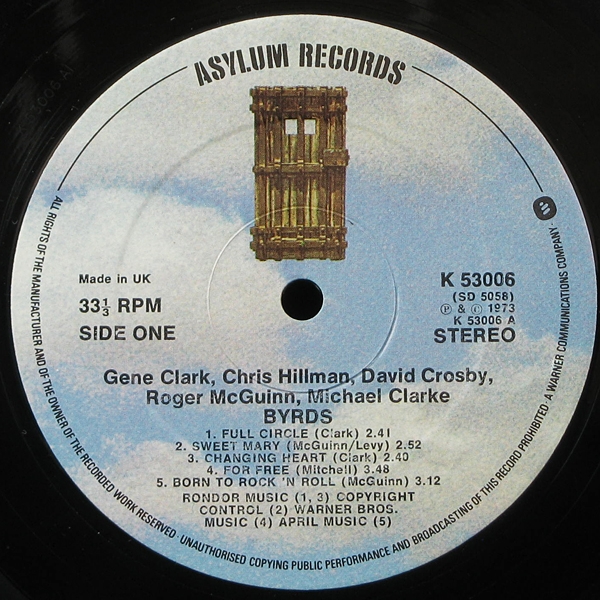 ASYLUM RECORDS
Made in UK
33⅓ RPM
SIDE ONE
K 53006
(SD 5058)
℗ & © 1973
K 53006 A
STEREO
Gene Clark, Chris Hillman, David Crosby,
Roger McGuinn, Michael Clarke
BYRDS
1. FULL CIRCLE (Clark) 2.41
2. SWEET MARY (McGuinn/Levy) 2.52
3. CHANGING HEART (Clark) 2.40
4. FOR FREE (Mitchell) 3.48
5. BORN TO ROCK 'N ROLL (McGuinn) 3.12
RONDOR MUSIC (1, 3) COPYRIGHT
CONTROL (2) WARNER BROS.
MUSIC (4) APRIL MUSIC (5)
ALL RIGHTS OF THE MANUFACTURER AND OF THE OWNER OF THE RECORDED WORK RESERVED · UNAUTHORISED COPYING PUBLIC PERFORMANCE AND BROADCASTING OF THIS RECORD PROHIBITED · A WARNER COMMUNICATIONS COMPANY ·